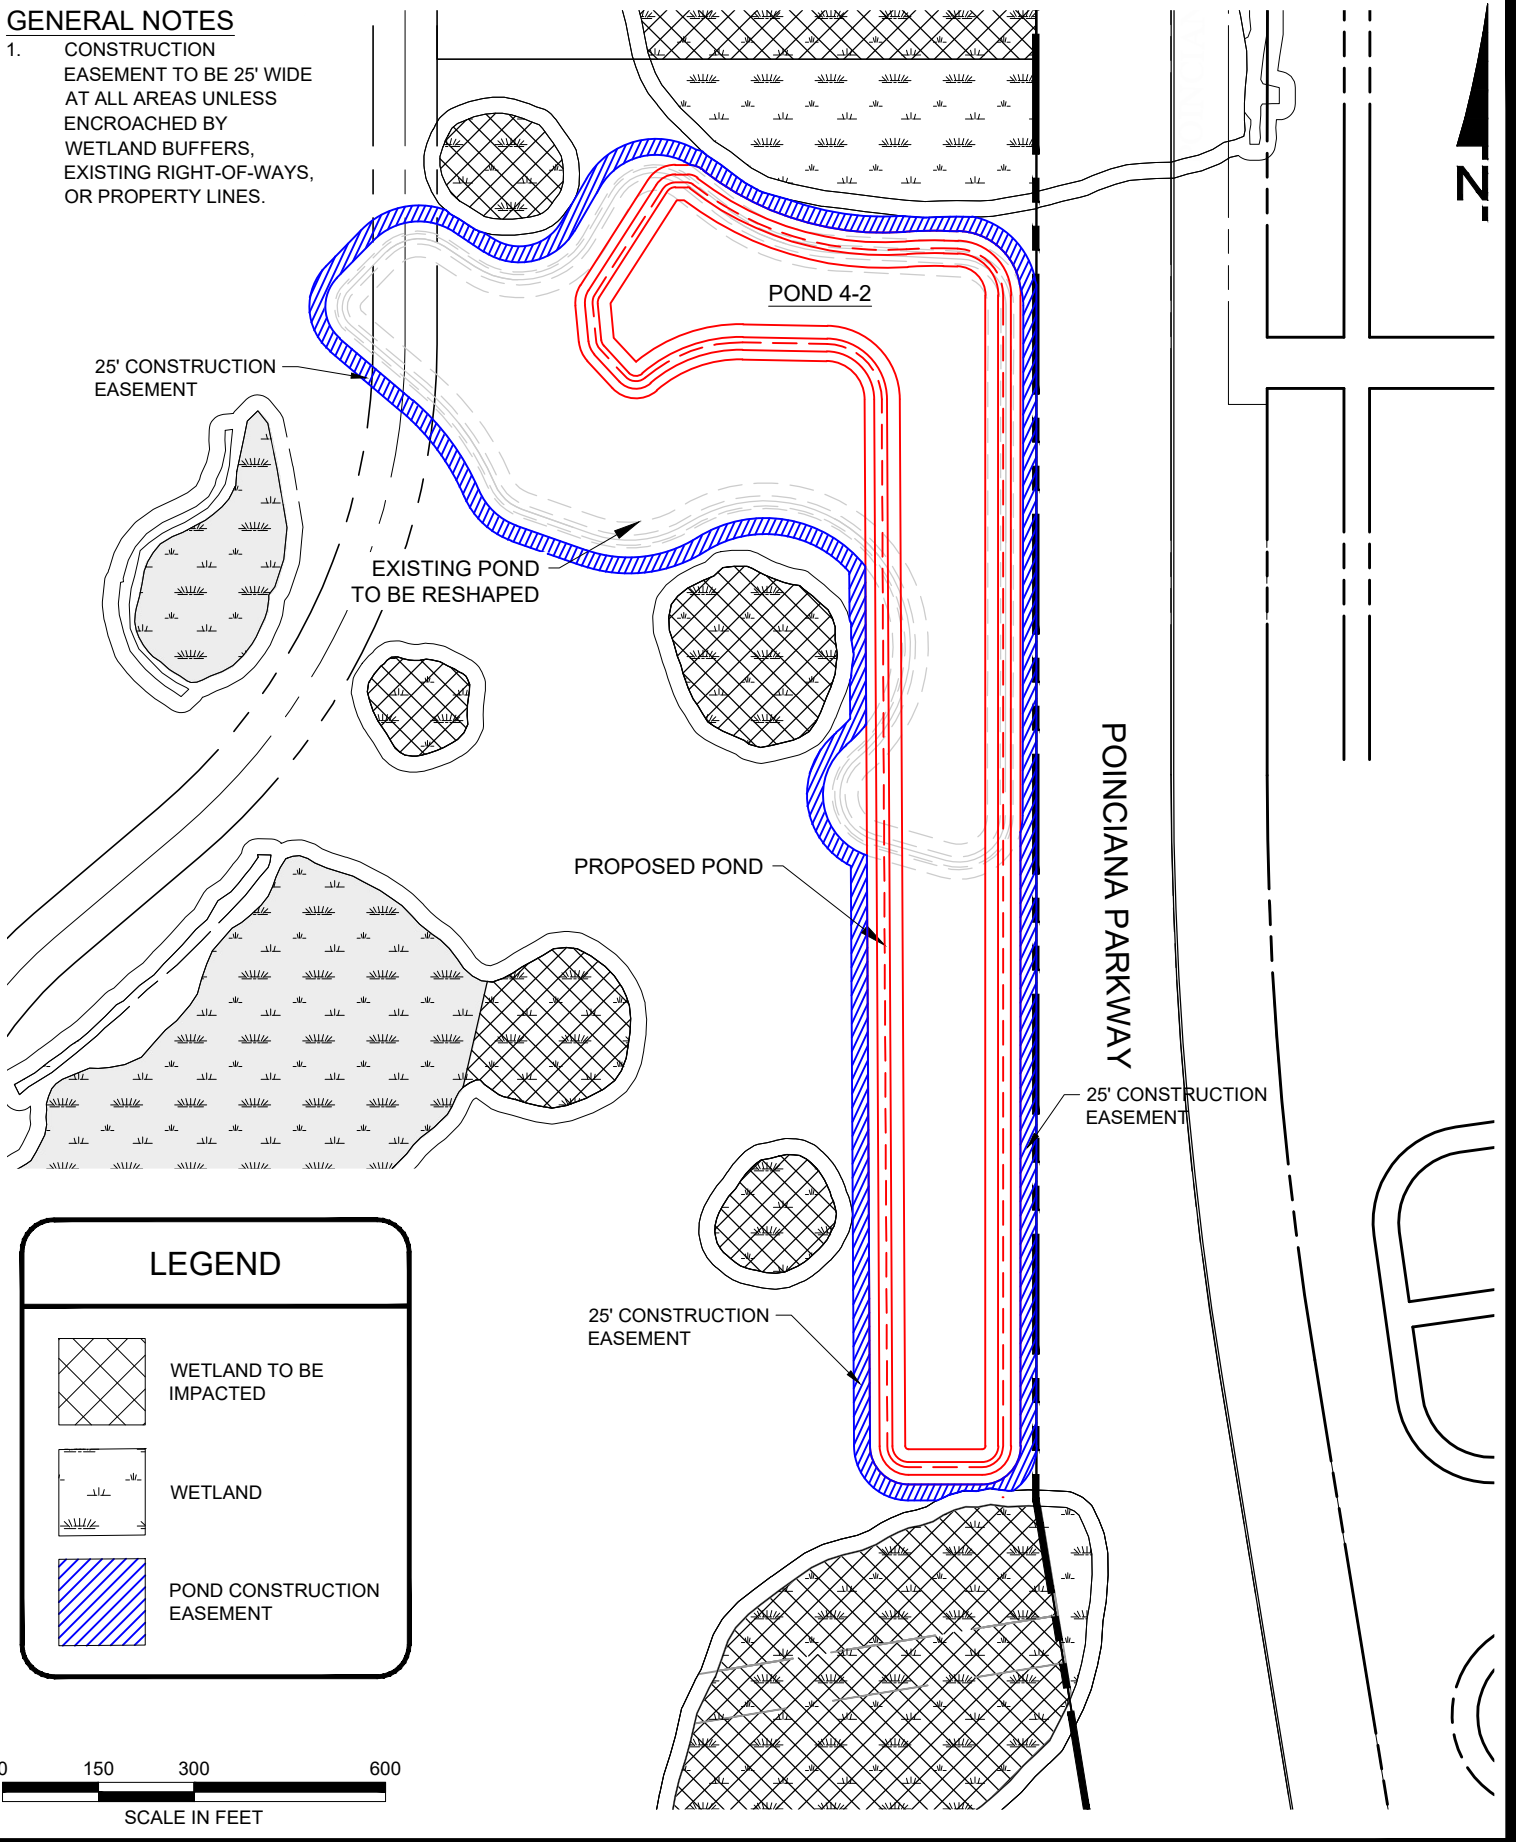 GENERAL NOTES
1. CONSTRUCTION
EASEMENT TO BE 25' WIDE
AT ALL AREAS UNLESS
ENCROACHED BY
WETLAND BUFFERS,
EXISTING RIGHT-OF-WAYS,
OR PROPERTY LINES.
N
POND 4-2
25' CONSTRUCTION
EASEMENT
EXISTING POND
TO BE RESHAPED
POINCIANA PARKWAY
PROPOSED POND
25' CONSTRUCTION
EASEMENT
25' CONSTRUCTION
EASEMENT
LEGEND
WETLAND TO BE
IMPACTED
WETLAND
POND CONSTRUCTION
EASEMENT
0 150 300 600
SCALE IN FEET